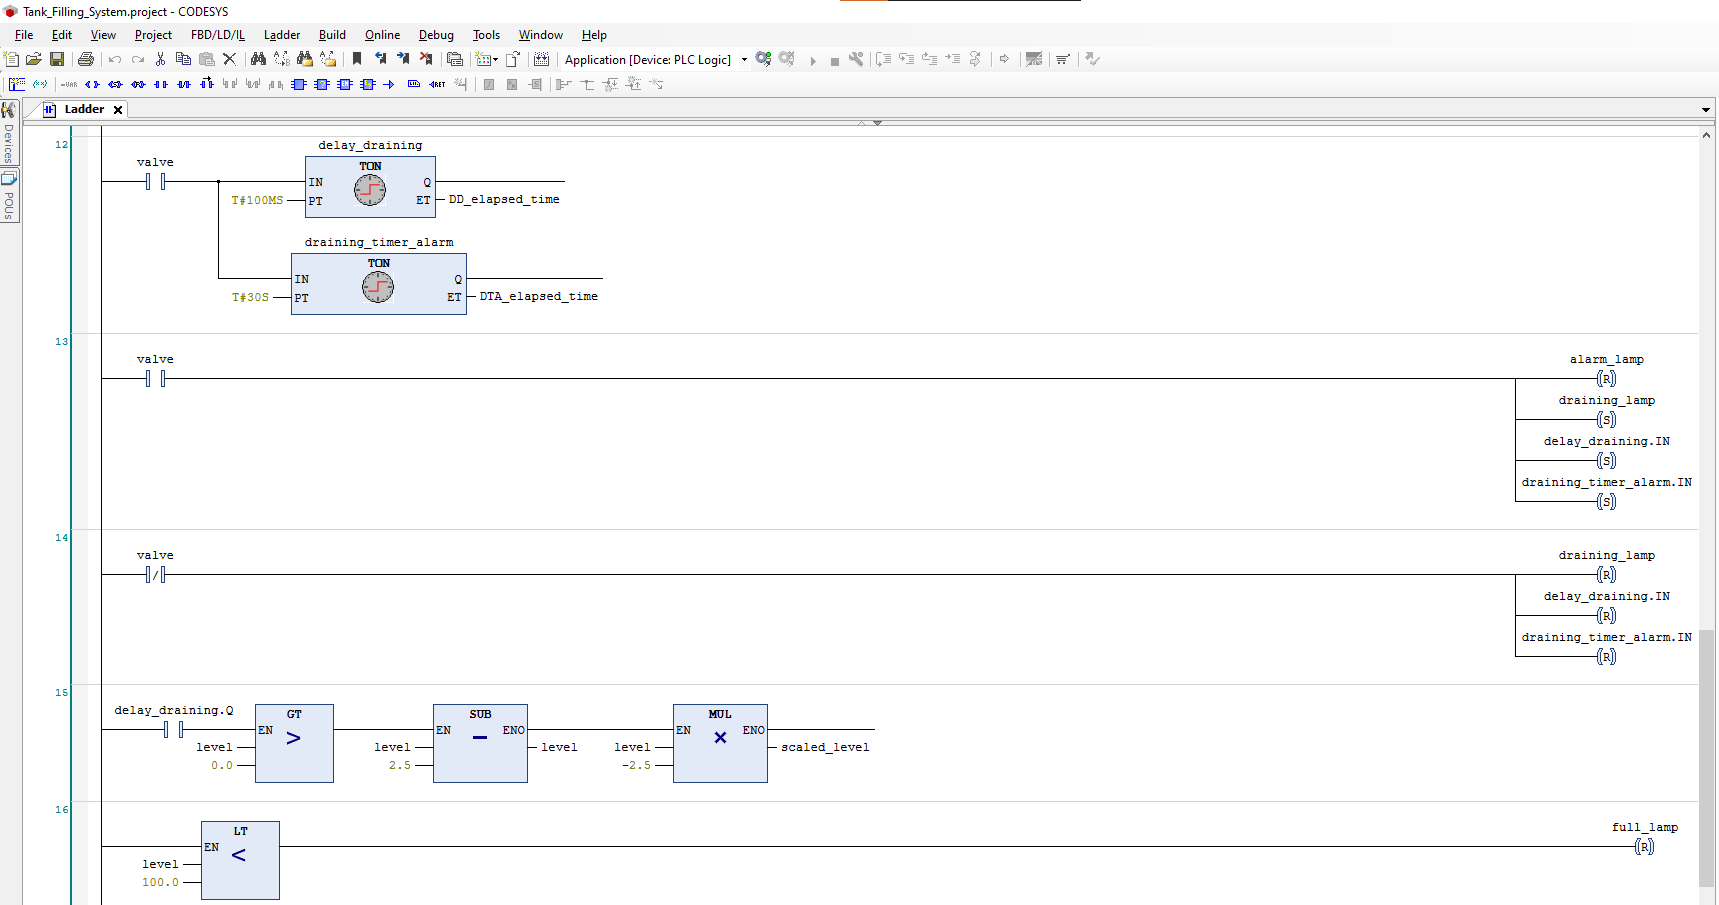 Tank_Filling_System.project - CODESYS
File Edit View Project FBD/LD/IL Ladder Build Online Debug Tools Window Help
Application [Device: PLC Logic]
Ladder
Devices
POUs
12
valve
delay_draining
TON
IN
Q
T#100MS
PT
ET
DD_elapsed_time
draining_timer_alarm
TON
IN
Q
T#30S
PT
ET
DTA_elapsed_time
13
valve
alarm_lamp
R
draining_lamp
S
delay_draining.IN
S
draining_timer_alarm.IN
S
14
valve
/
draining_lamp
R
delay_draining.IN
R
draining_timer_alarm.IN
R
15
delay_draining.Q
GT
SUB
MUL
EN
>
EN
ENO
EN
ENO
level
level
−
level
level
×
scaled_level
0.0
2.5
-2.5
16
LT
full_lamp
EN
<
R
level
100.0